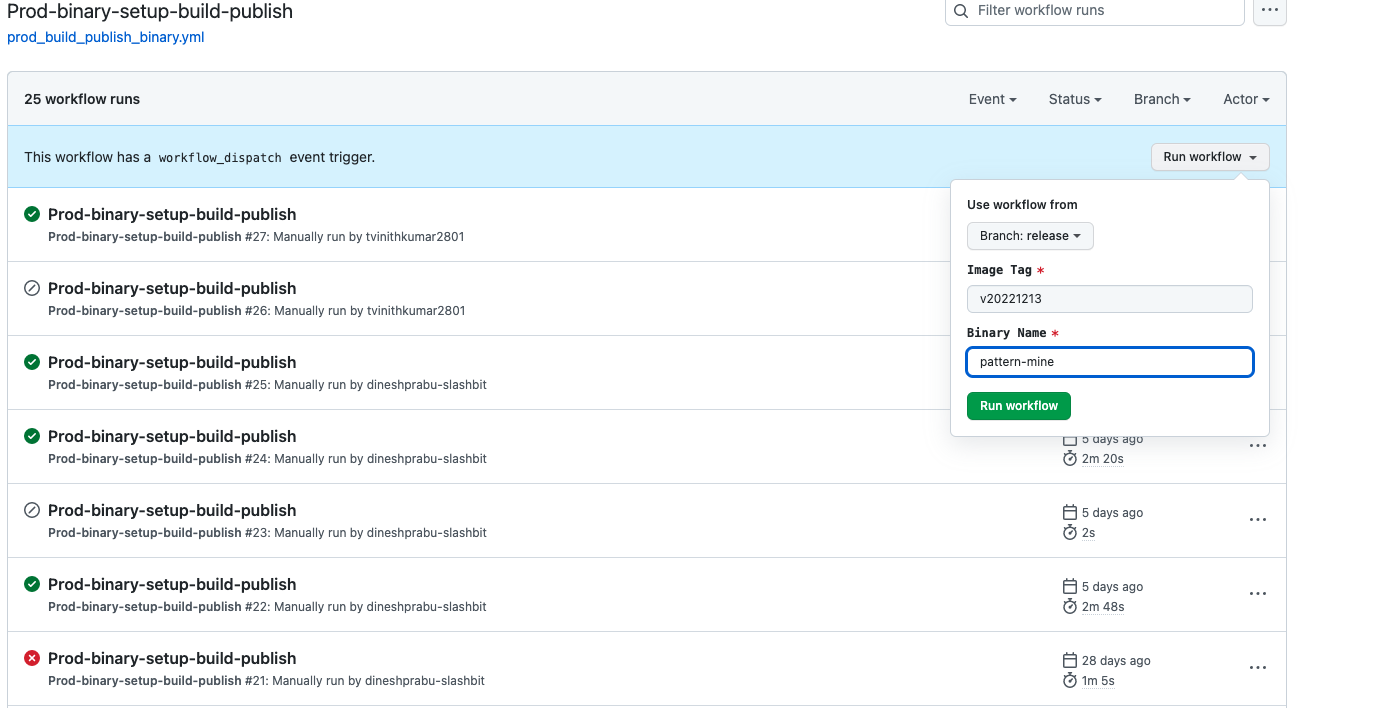 Prod-binary-setup-build-publish
Filter workflow runs
prod_build_publish_binary.yml
25 workflow runs
Event
Status
Branch
Actor
This workflow has a workflow_dispatch event trigger.
Run workflow
Use workflow from
Branch: release
Image Tag *
v20221213
Binary Name *
pattern-mine
Run workflow
Prod-binary-setup-build-publish
Prod-binary-setup-build-publish #27: Manually run by tvinithkumar2801
Prod-binary-setup-build-publish
Prod-binary-setup-build-publish #26: Manually run by tvinithkumar2801
Prod-binary-setup-build-publish
Prod-binary-setup-build-publish #25: Manually run by dineshprabu-slashbit
Prod-binary-setup-build-publish
Prod-binary-setup-build-publish #24: Manually run by dineshprabu-slashbit
5 days ago
2m 20s
Prod-binary-setup-build-publish
Prod-binary-setup-build-publish #23: Manually run by dineshprabu-slashbit
5 days ago
2s
Prod-binary-setup-build-publish
Prod-binary-setup-build-publish #22: Manually run by dineshprabu-slashbit
5 days ago
2m 48s
Prod-binary-setup-build-publish
Prod-binary-setup-build-publish #21: Manually run by dineshprabu-slashbit
28 days ago
1m 5s